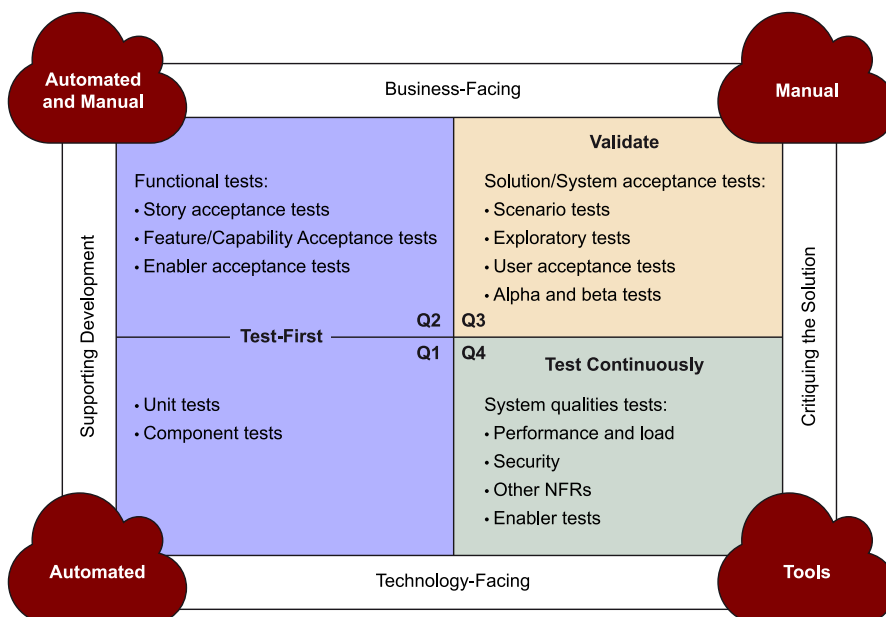 Automated
and Manual
Business-Facing
Manual
Supporting Development
Functional tests:
• Story acceptance tests
• Feature/Capability Acceptance tests
• Enabler acceptance tests
Q2
Validate
Solution/System acceptance tests:
• Scenario tests
• Exploratory tests
• User acceptance tests
• Alpha and beta tests
Q3
Critiquing the Solution
Test-First
Q1
• Unit tests
• Component tests
Q4
Test Continuously
System qualities tests:
• Performance and load
• Security
• Other NFRs
• Enabler tests
Automated
Technology-Facing
Tools